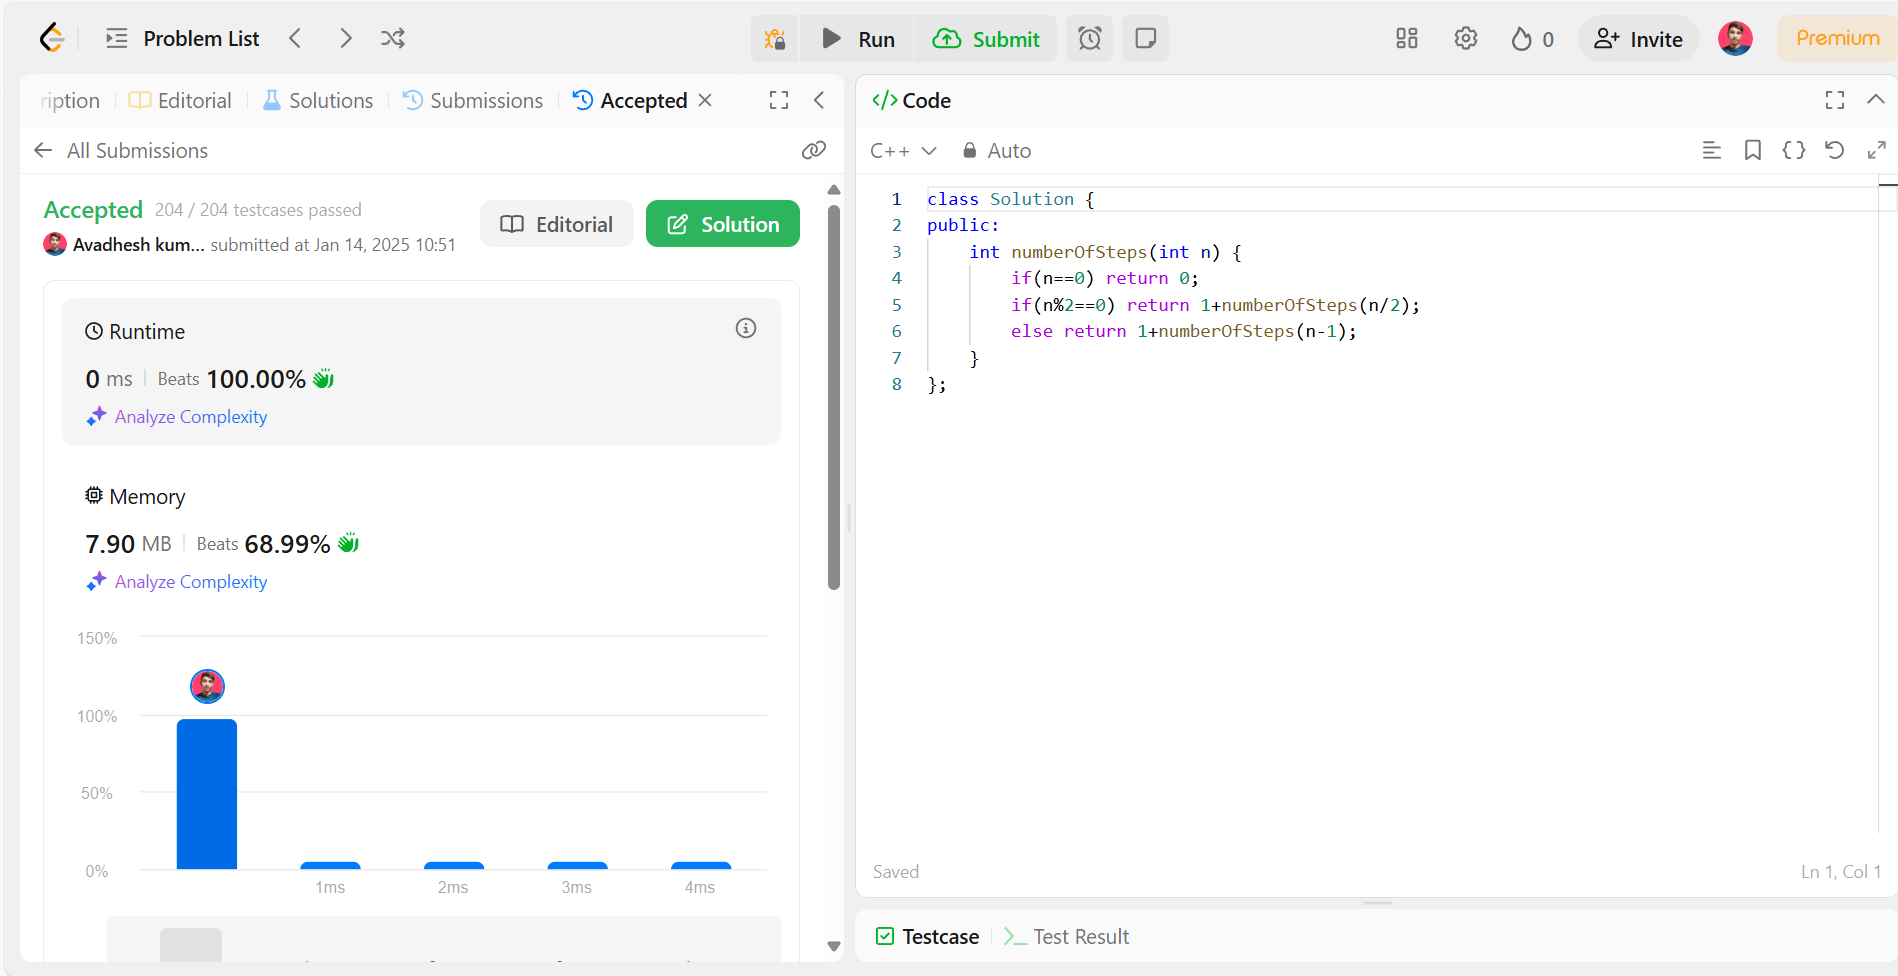 Problem List
Run
Submit
0
Invite
Premium
ription
Editorial
Solutions
Submissions
Accepted
All Submissions
Accepted 204 / 204 testcases passed
Avadhesh kum... submitted at Jan 14, 2025 10:51
Editorial
Solution
Runtime
0 ms Beats 100.00%
Analyze Complexity
Memory
7.90 MB Beats 68.99%
Analyze Complexity
150%
100%
50%
0%
1ms 2ms 3ms 4ms
</> Code
C++ Auto
1 class Solution {
2 public:
3     int numberOfSteps(int n) {
4         if(n==0) return 0;
5         if(n%2==0) return 1+numberOfSteps(n/2);
6         else return 1+numberOfSteps(n-1);
7     }
8 };
Saved
Ln 1, Col 1
Testcase
Test Result